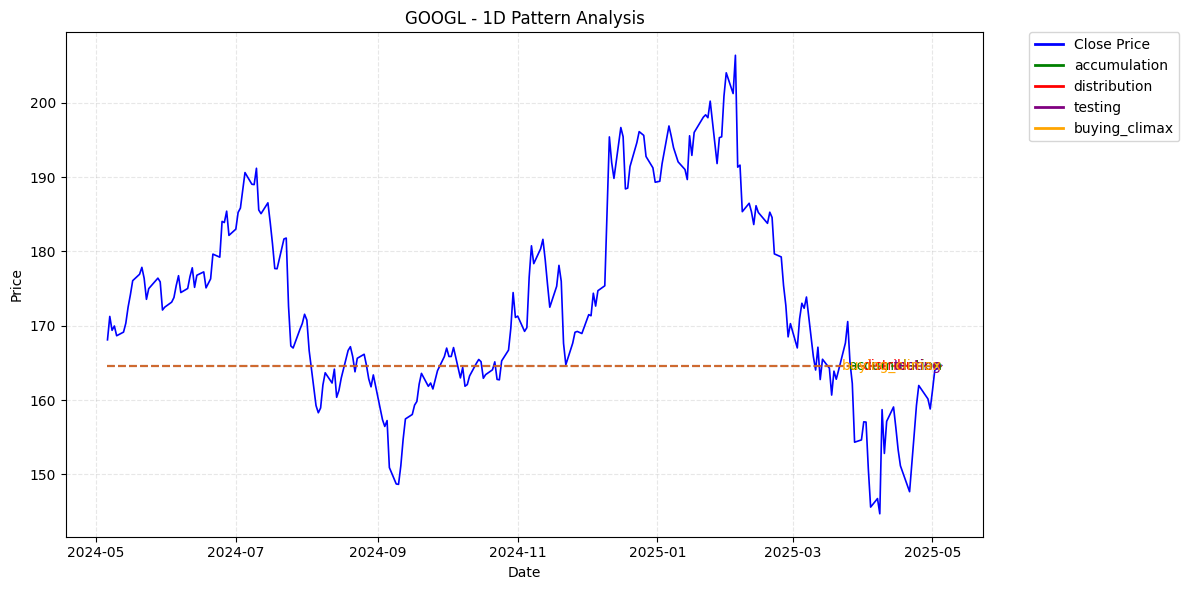 GOOGL - 1D Pattern Analysis
Close Price
accumulation
distribution
testing
buying_climax
Price
200
190
180
170
160
150
2024-05
2024-07
2024-09
2024-11
2025-01
2025-03
2025-05
Date